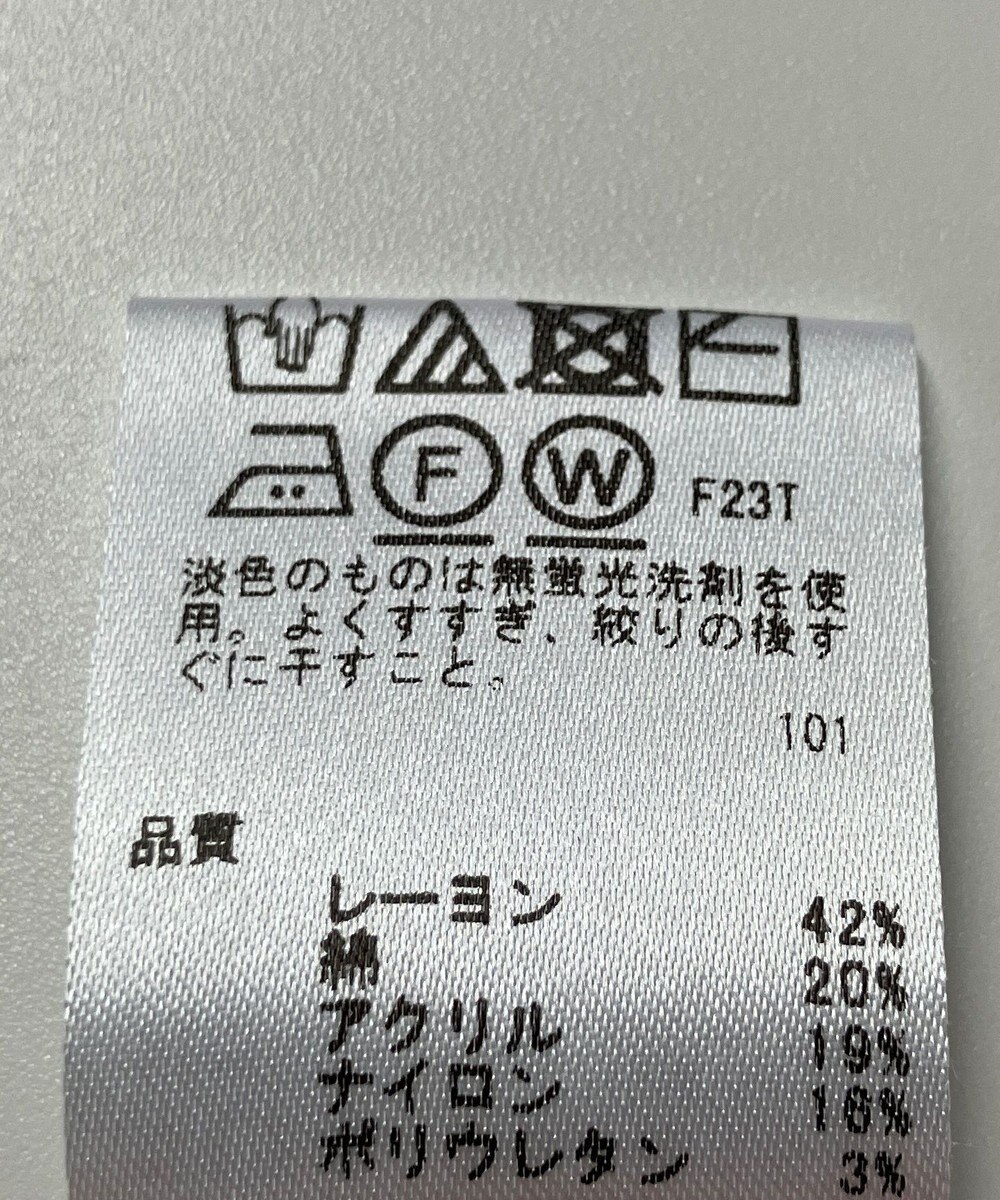 F W F23T
淡色のものは無蛍光洗剤を使
用。よくすすぎ、絞りの後す
ぐに干すこと。
101
品質
レーヨン 42%
綿 20%
アクリル 19%
ナイロン 16%
ポリウレタン 3%